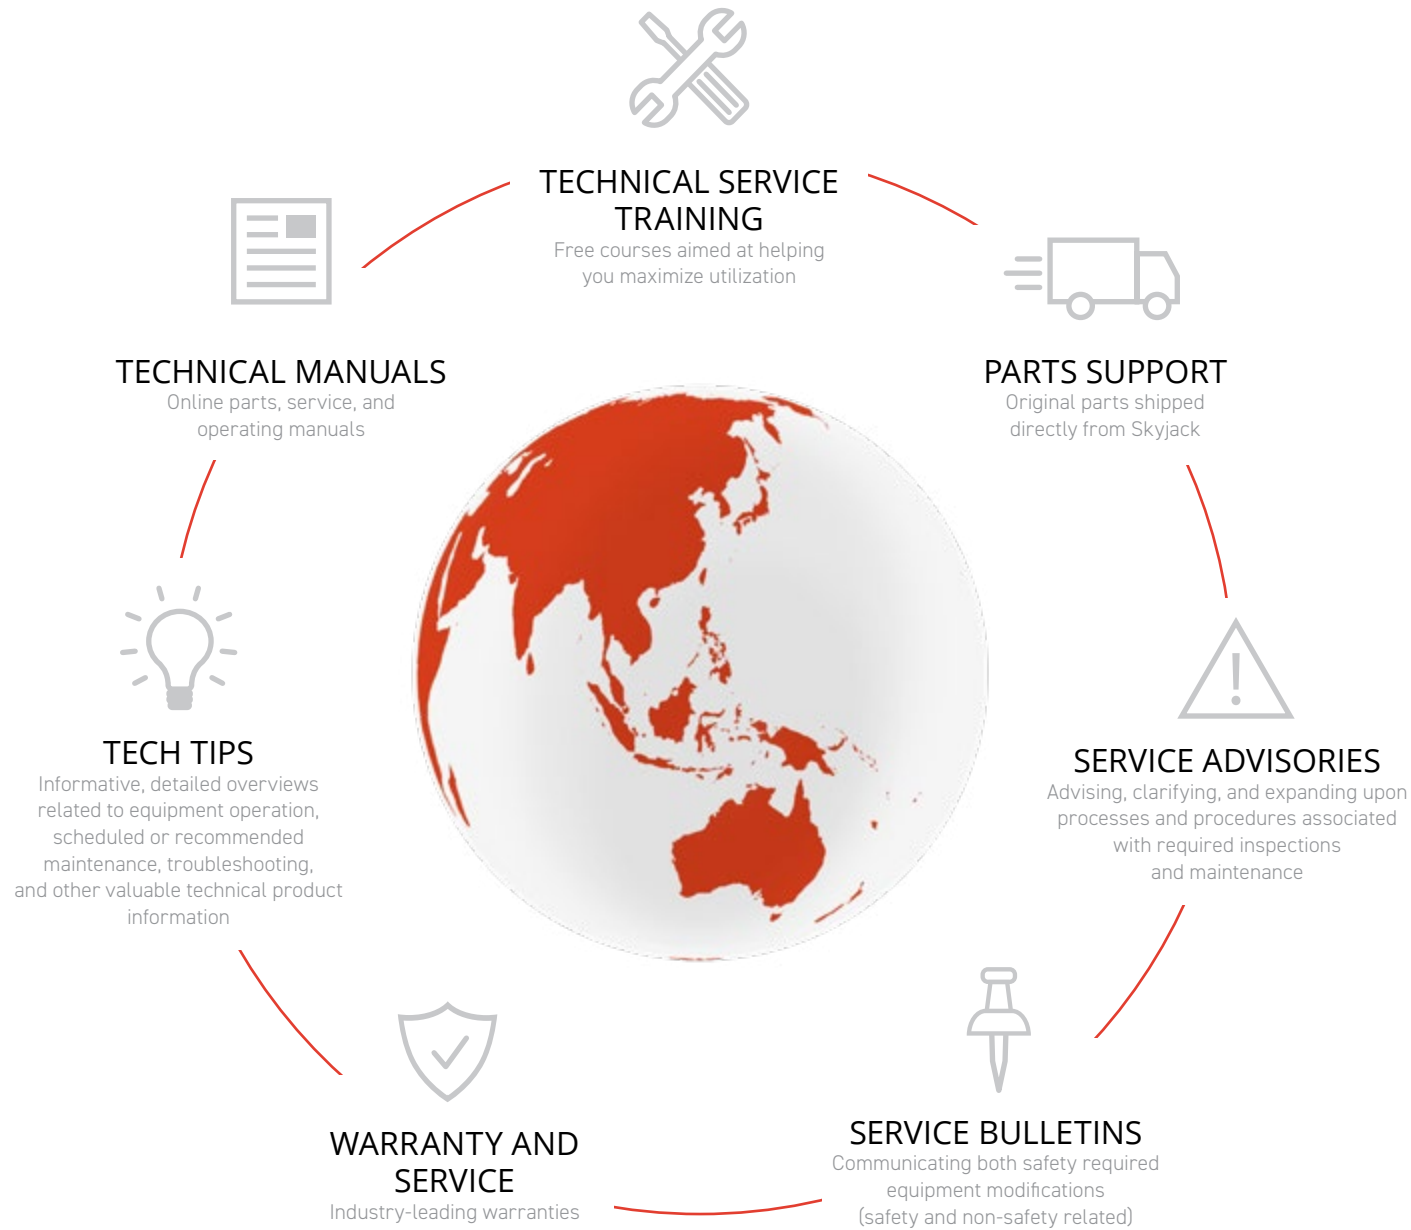 TECHNICAL SERVICE
TRAINING
Free courses aimed at helping
you maximize utilization
TECHNICAL MANUALS
Online parts, service, and
operating manuals
PARTS SUPPORT
Original parts shipped
directly from Skyjack
TECH TIPS
Informative, detailed overviews
related to equipment operation,
scheduled or recommended
maintenance, troubleshooting,
and other valuable technical product
information
SERVICE ADVISORIES
Advising, clarifying, and expanding upon
processes and procedures associated
with required inspections
and maintenance
WARRANTY AND
SERVICE
Industry-leading warranties
SERVICE BULLETINS
Communicating both safety required
equipment modifications
(safety and non-safety related)